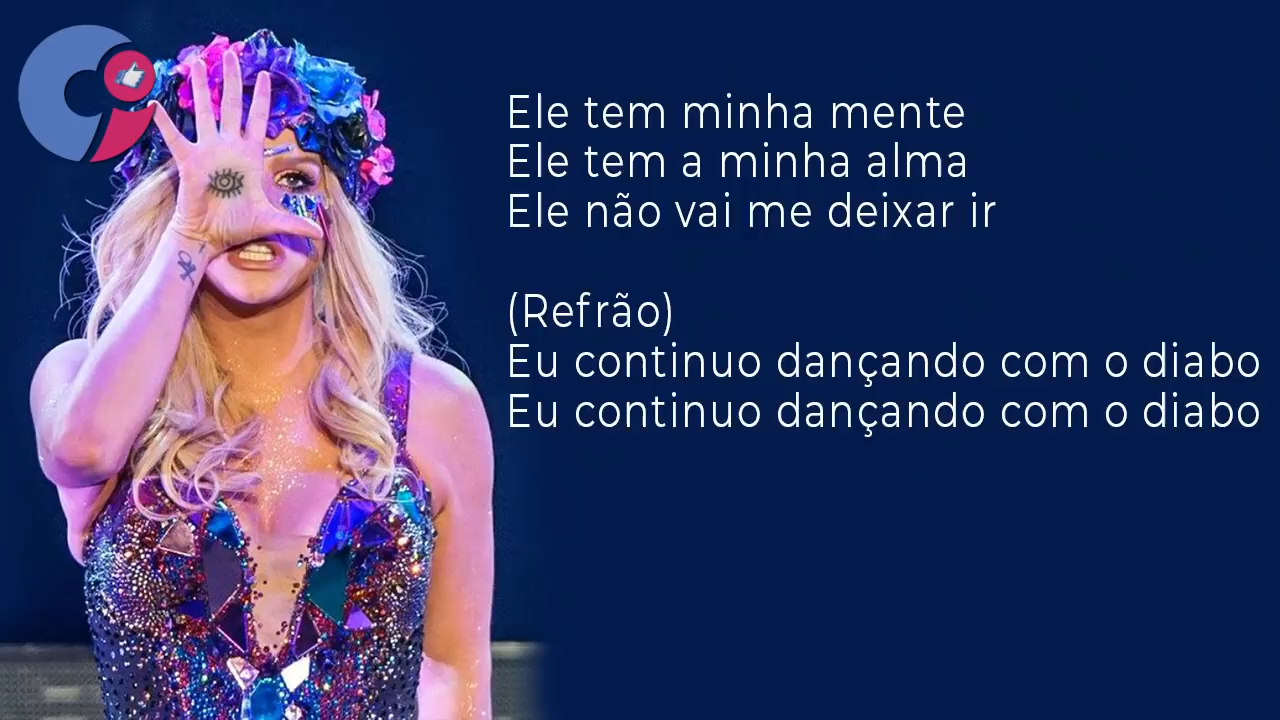 Ele tem minha mente
Ele tem a minha alma
Ele não vai me deixar ir
(Refrão)
Eu continuo dançando com o diabo
Eu continuo dançando com o diabo